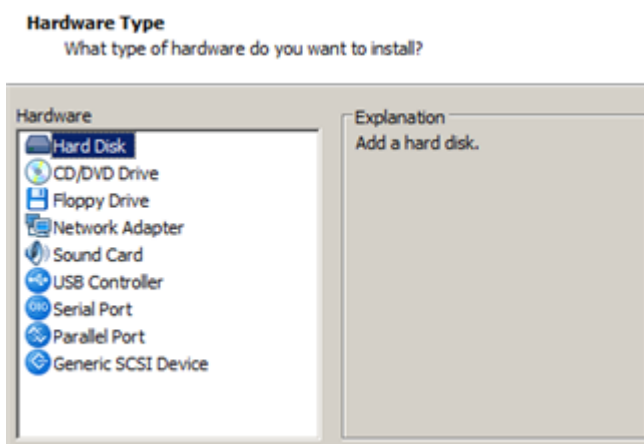 Hardware Type
What type of hardware do you want to install?
Hardware
Explanation
Hard Disk
Add a hard disk.
CD/DVD Drive
Floppy Drive
Network Adapter
Sound Card
USB Controller
Serial Port
Parallel Port
Generic SCSI Device